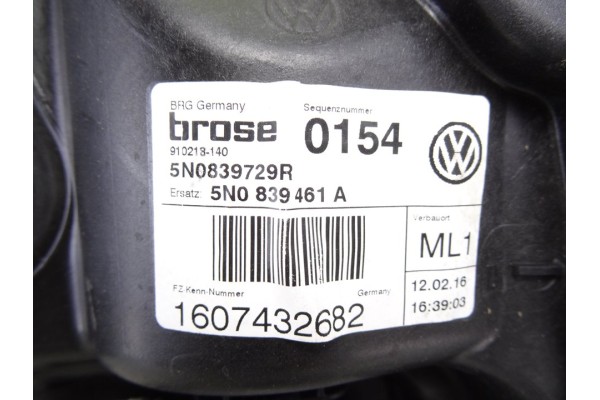 BRG Germany
Sequenznummer
brose
0154
910213-140
5N0839729R
Ersatz: 5N0 839 461 A
Verbauort
ML1
FZ-Kenn-Nummer
Germany
12.02.16
16:39:03
1607432682